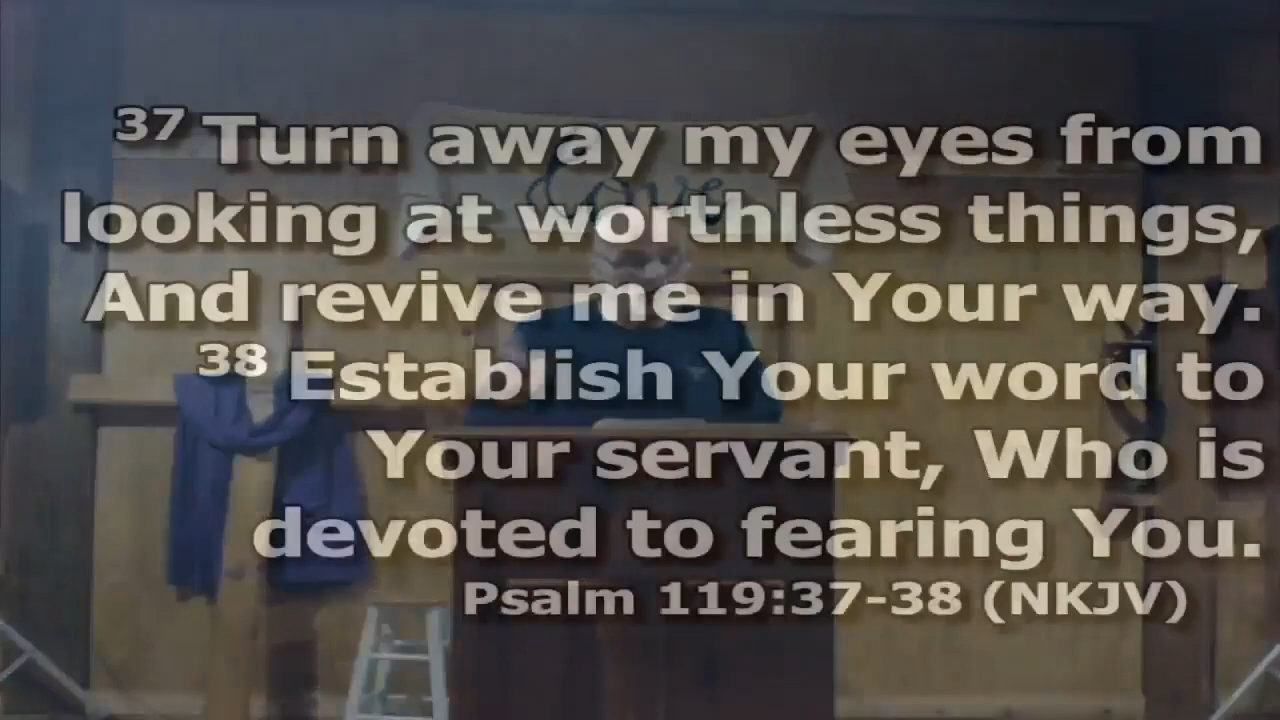 Love
37 Turn away my eyes from
looking at worthless things,
And revive me in Your way.
38 Establish Your word to
Your servant, Who is
devoted to fearing You.
Psalm 119:37-38 (NKJV)